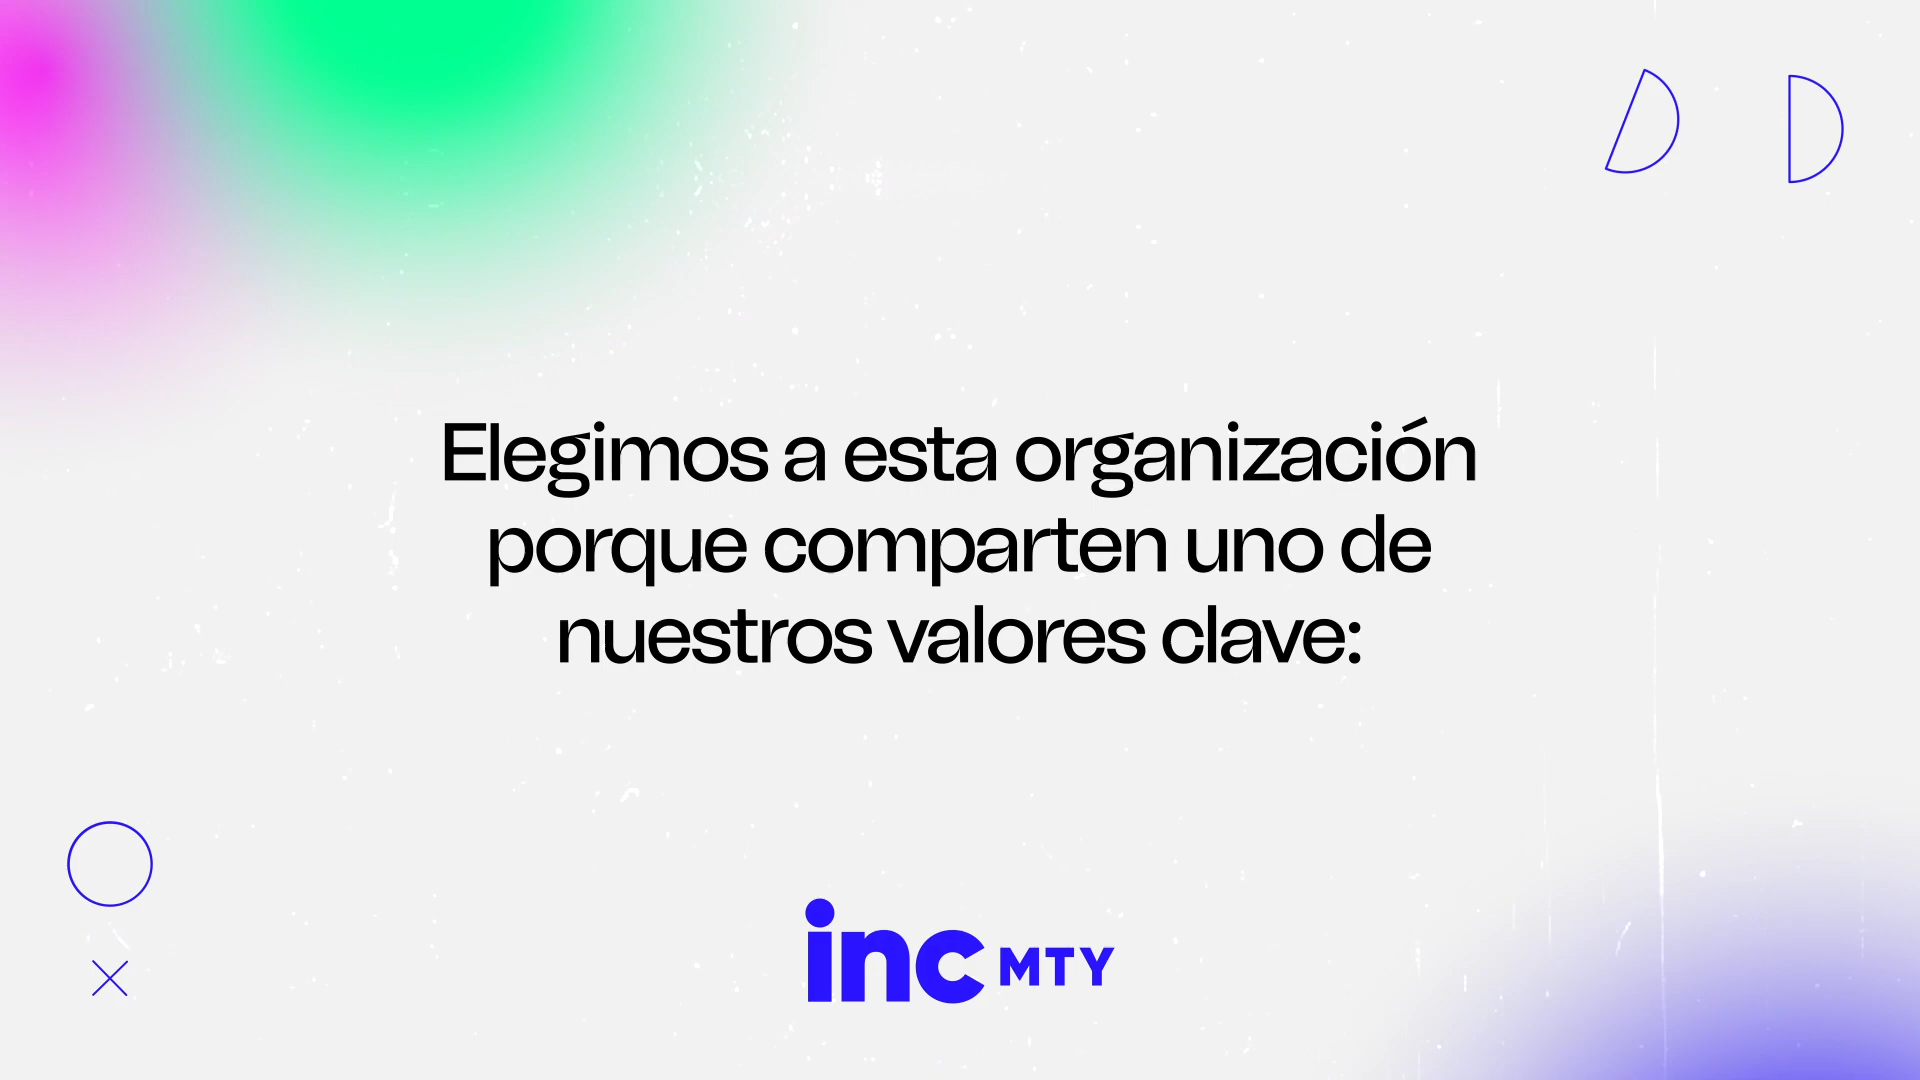 Elegimos a esta organización
porque comparten uno de
nuestros valores clave:
inc MTY